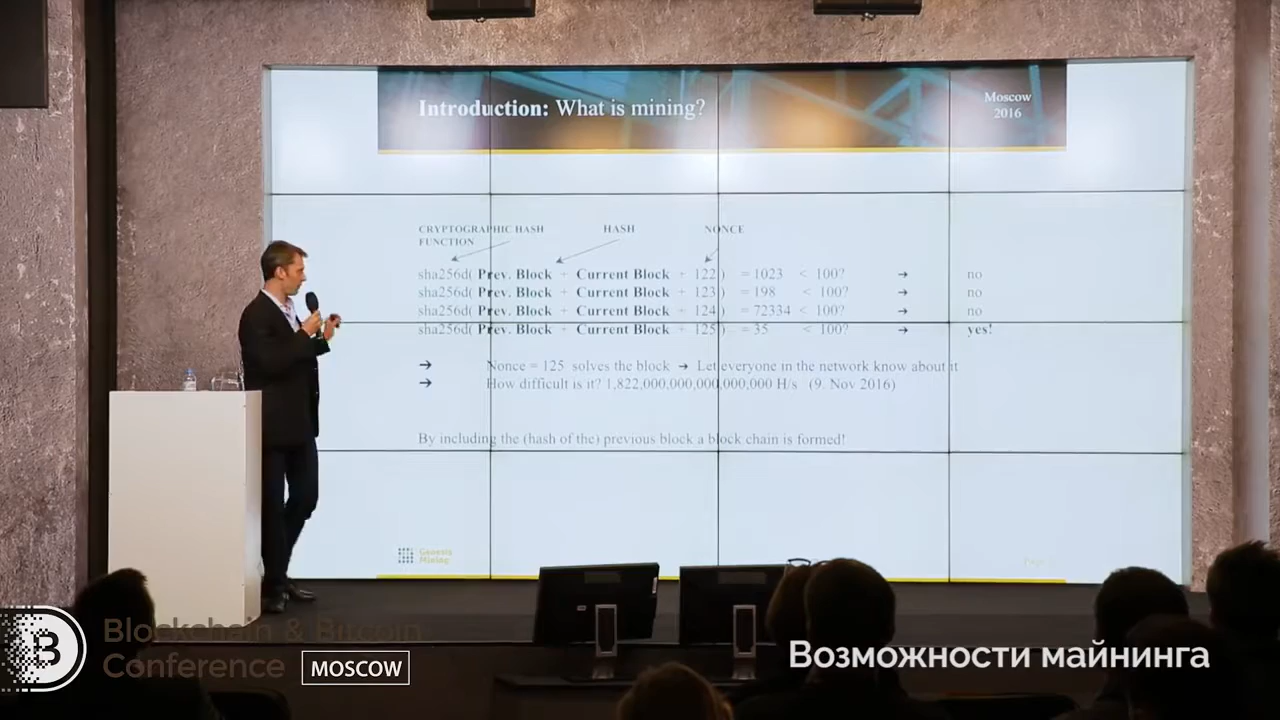 Introduction: What is mining?
Moscow
2016
CRYPTOGRAPHIC HASH
FUNCTION
HASH
NONCE
sha256d( Prev. Block + Current Block + 122 ) = 1023 < 100? ➔ no
sha256d( Prev. Block + Current Block + 123 ) = 198 < 100? ➔ no
sha256d( Prev. Block + Current Block + 124 ) = 72334 < 100? ➔ no
sha256d( Prev. Block + Current Block + 125 ) = 35 < 100? ➔ yes!
➔ Nonce = 125 solves the block ➔ Let everyone in the network know about it
➔ How difficult is it? 1,822,000,000,000,000,000 H/s (9. Nov 2016)
By including the (hash of the) previous block a block chain is formed!
Genesis
Mining
B
Blockchain & Bitcoin
Conference MOSCOW
Возможности майнинга